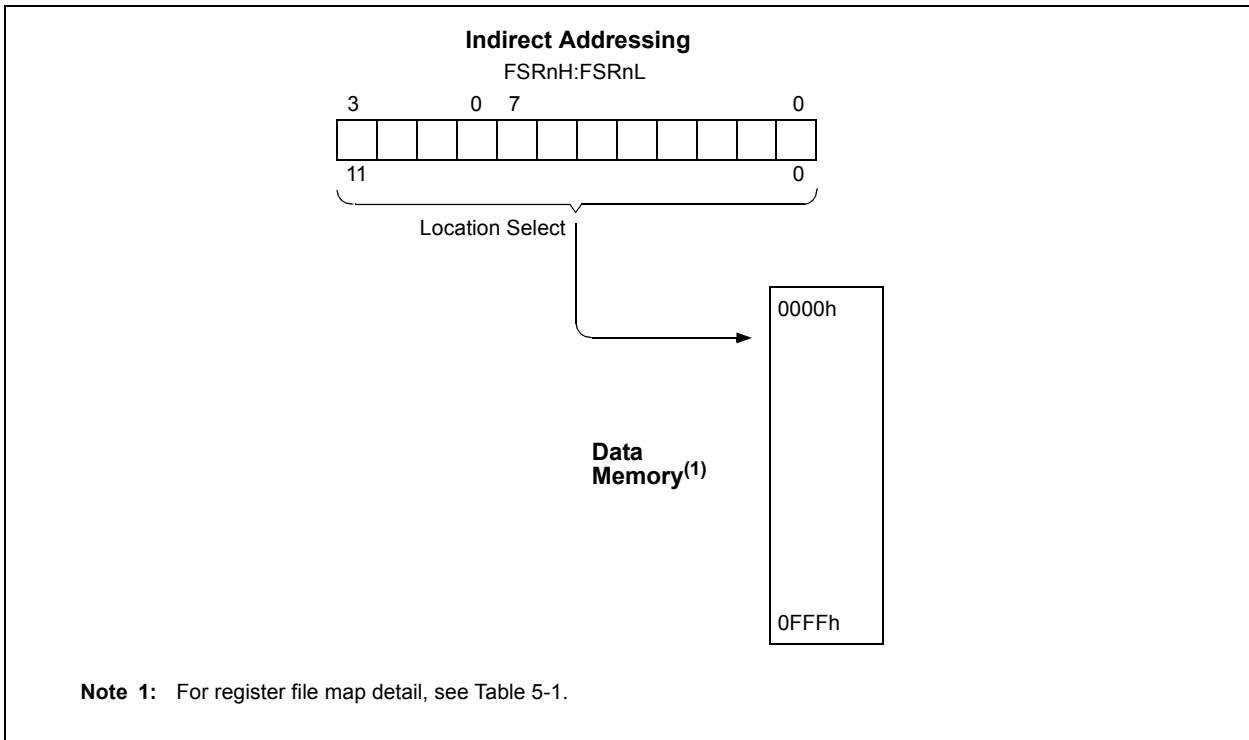 Indirect Addressing
FSRnH:FSRnL
3 0 7 0
11 0
Location Select
0000h
Data
Memory(1)
0FFFh
Note 1: For register file map detail, see Table 5-1.